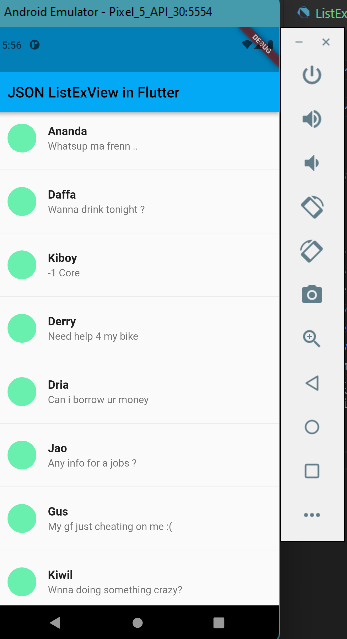 Android Emulator - Pixel_5_API_30:5554
ListEx
5:56
DEBUG
JSON ListExView in Flutter
Ananda
Whatsup ma frenn ..
Daffa
Wanna drink tonight ?
Kiboy
-1 Core
Derry
Need help 4 my bike
Dria
Can i borrow ur money
Jao
Any info for a jobs ?
Gus
My gf just cheating on me :(
Kiwil
Wnna doing something crazy?